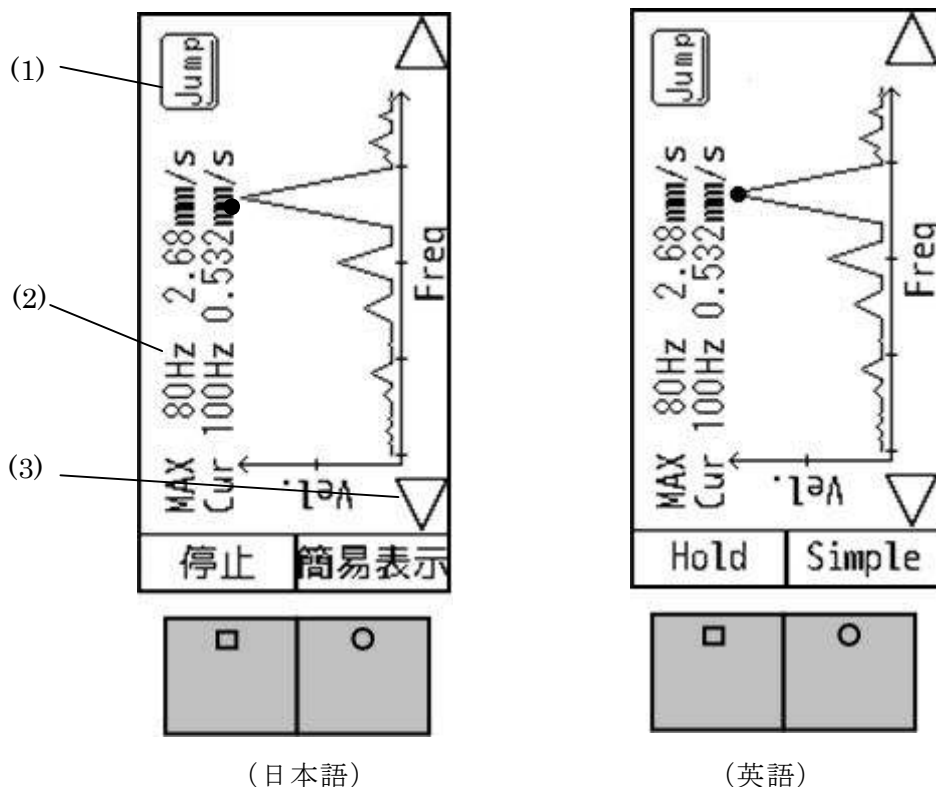 (1)
(2)
(3)
Jump
MAX 80Hz 2.68mm/s
Cur 100Hz 0.532mm/s
Vel.
Freq
停止 簡易表示
□ ○
(日本語)
Jump
MAX 80Hz 2.68mm/s
Cur 100Hz 0.532mm/s
Vel.
Freq
Hold Simple
□ ○
(英語)